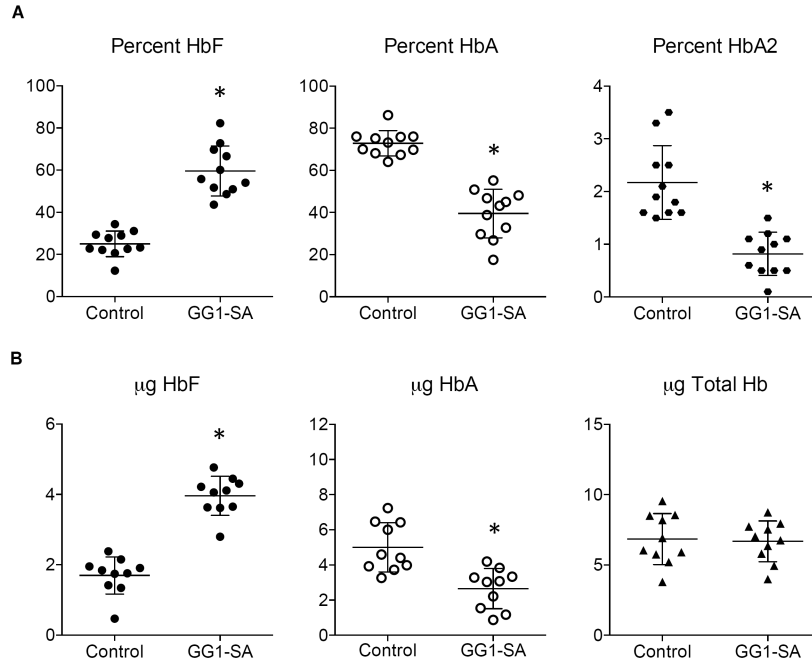 A
Percent HbF
Percent HbA
Percent HbA2
100
80
60
40
20
0
*
Control
GG1-SA
100
80
60
40
20
0
*
Control
GG1-SA
4
3
2
1
0
*
Control
GG1-SA
B
μg HbF
μg HbA
μg Total Hb
6
4
2
0
*
Control
GG1-SA
12
10
8
6
4
2
0
*
Control
GG1-SA
15
10
5
0
Control
GG1-SA